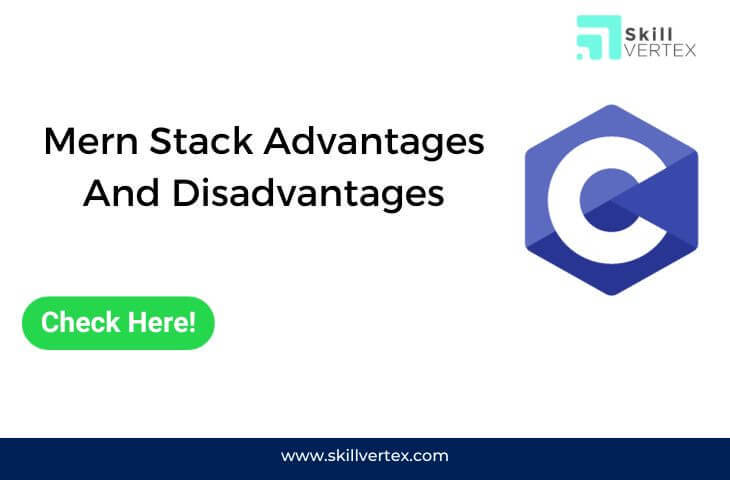 Skill
VERTEX
Mern Stack Advantages
And Disadvantages
C
Check Here!
www.skillvertex.com